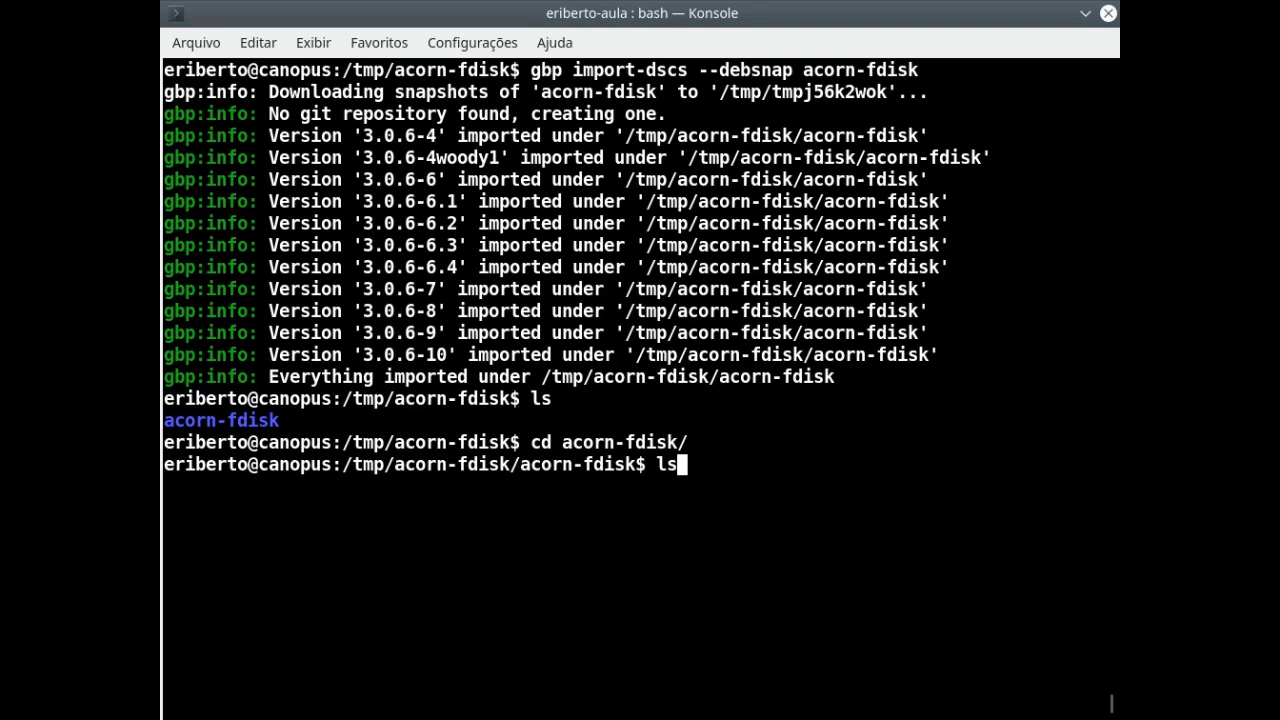 eriberto-aula : bash — Konsole
Arquivo Editar Exibir Favoritos Configurações Ajuda
eriberto@canopus:/tmp/acorn-fdisk$ gbp import-dscs --debsnap acorn-fdisk
gbp:info: Downloading snapshots of 'acorn-fdisk' to '/tmp/tmpj56k2wok'...
gbp:info: No git repository found, creating one.
gbp:info: Version '3.0.6-4' imported under '/tmp/acorn-fdisk/acorn-fdisk'
gbp:info: Version '3.0.6-4woody1' imported under '/tmp/acorn-fdisk/acorn-fdisk'
gbp:info: Version '3.0.6-6' imported under '/tmp/acorn-fdisk/acorn-fdisk'
gbp:info: Version '3.0.6-6.1' imported under '/tmp/acorn-fdisk/acorn-fdisk'
gbp:info: Version '3.0.6-6.2' imported under '/tmp/acorn-fdisk/acorn-fdisk'
gbp:info: Version '3.0.6-6.3' imported under '/tmp/acorn-fdisk/acorn-fdisk'
gbp:info: Version '3.0.6-6.4' imported under '/tmp/acorn-fdisk/acorn-fdisk'
gbp:info: Version '3.0.6-7' imported under '/tmp/acorn-fdisk/acorn-fdisk'
gbp:info: Version '3.0.6-8' imported under '/tmp/acorn-fdisk/acorn-fdisk'
gbp:info: Version '3.0.6-9' imported under '/tmp/acorn-fdisk/acorn-fdisk'
gbp:info: Version '3.0.6-10' imported under '/tmp/acorn-fdisk/acorn-fdisk'
gbp:info: Everything imported under /tmp/acorn-fdisk/acorn-fdisk
eriberto@canopus:/tmp/acorn-fdisk$ ls
acorn-fdisk
eriberto@canopus:/tmp/acorn-fdisk$ cd acorn-fdisk/
eriberto@canopus:/tmp/acorn-fdisk/acorn-fdisk$ ls